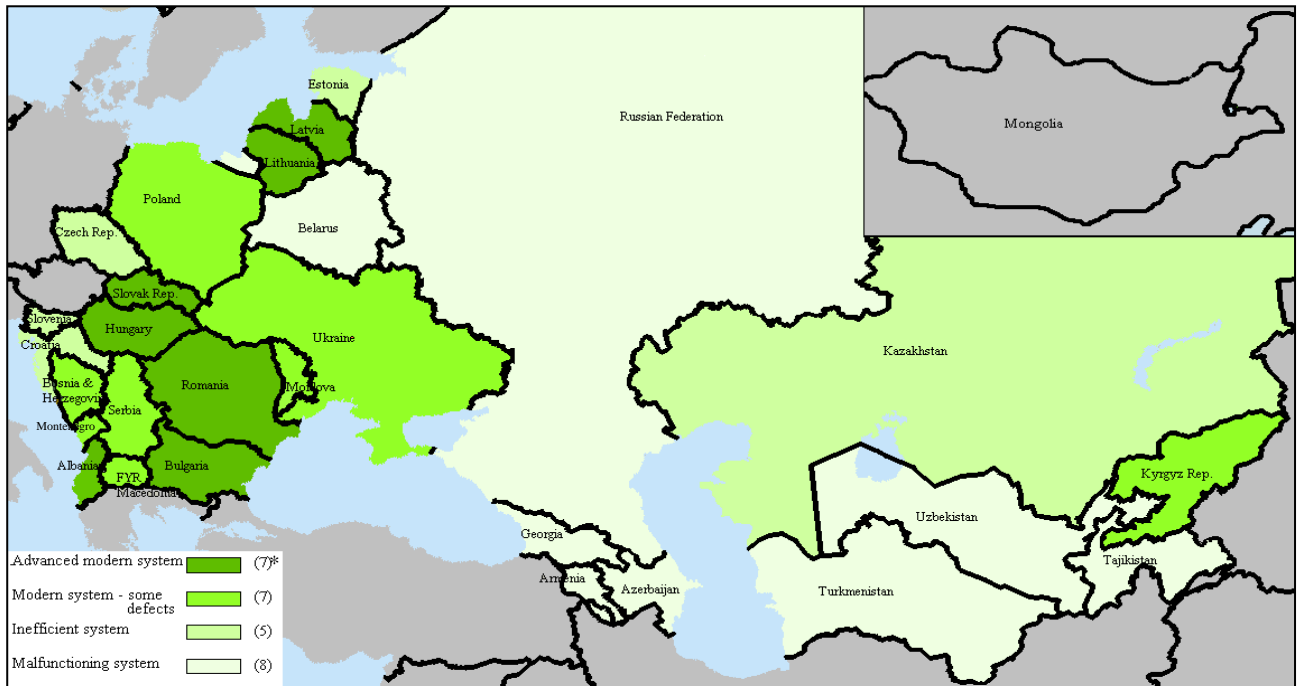 Estonia
Russian Federation
Mongolia
Latvia
Lithuania
Poland
Belarus
Czech Rep.
Slovak Rep.
Slovenia
Hungary
Ukraine
Croatia
Kazakhstan
Romania
Moldova
Bosnia &
Herzegovin
Serbia
Montenegro
Albania
Bulgaria
FYR
Macedonia
Kyrgyz Rep.
Uzbekistan
Georgia
Tajikistan
Armenia
Azerbaijan
Turkmenistan
Advanced modern system (7)*
Modern system - some
defects (7)
Inefficient system (5)
Malfunctioning system (8)